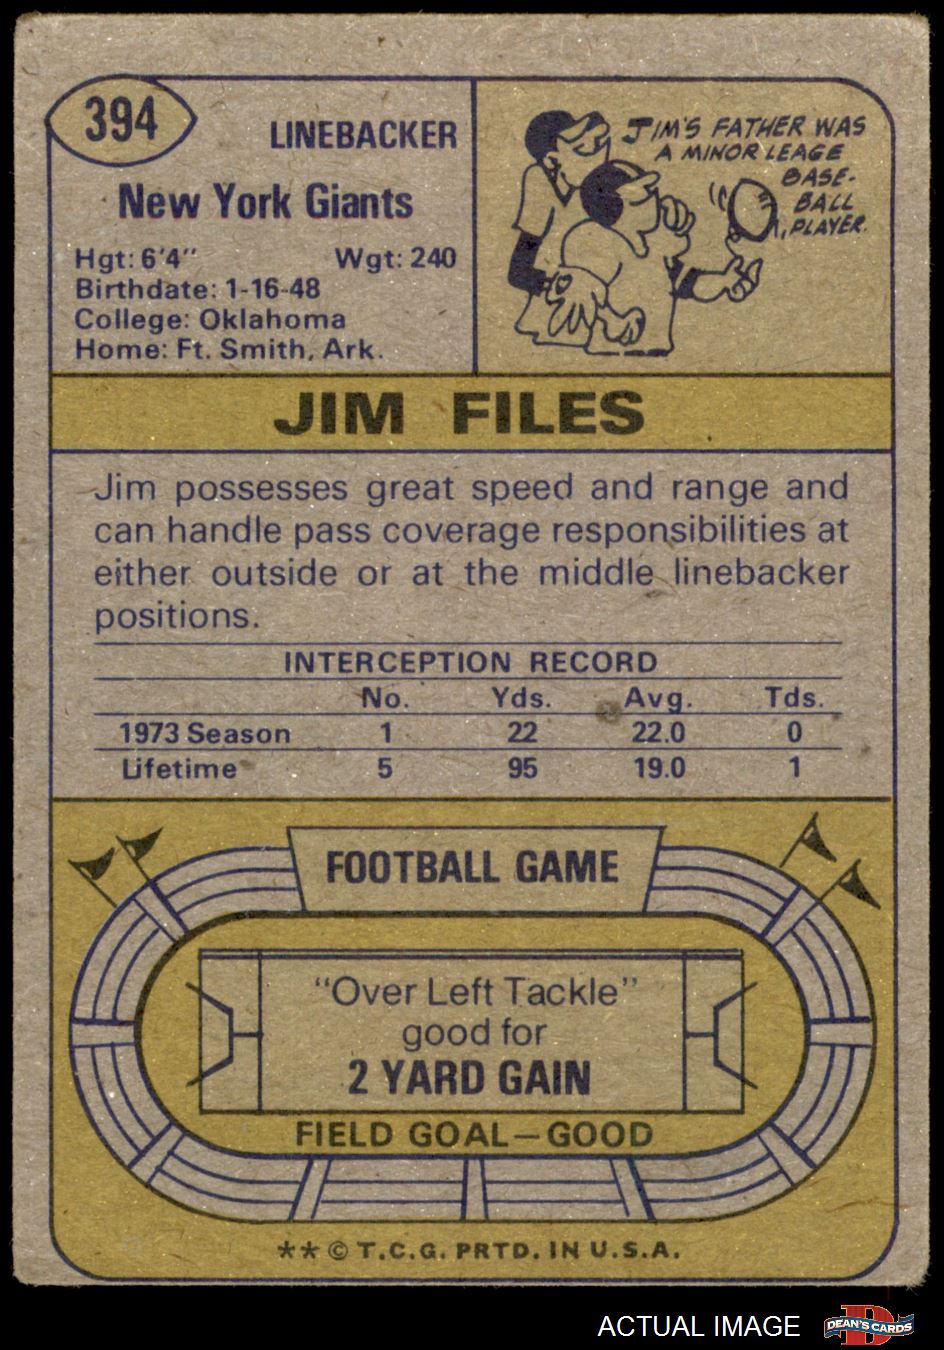 394
LINEBACKER
New York Giants
Hgt: 6'4" Wgt: 240
Birthdate: 1-16-48
College: Oklahoma
Home: Ft. Smith, Ark.
JIM'S FATHER WAS
A MINOR LEAGE
BASE-
BALL
PLAYER.
JIM FILES
Jim possesses great speed and range and
can handle pass coverage responsibilities at
either outside or at the middle linebacker
positions.
INTERCEPTION RECORD
No. Yds. Avg. Tds.
1973 Season 1 22 22.0 0
Lifetime 5 95 19.0 1
FOOTBALL GAME
"Over Left Tackle"
good for
2 YARD GAIN
FIELD GOAL—GOOD
** © T.C.G. PRTD. IN U.S.A.
ACTUAL IMAGE
DEAN'S CARDS